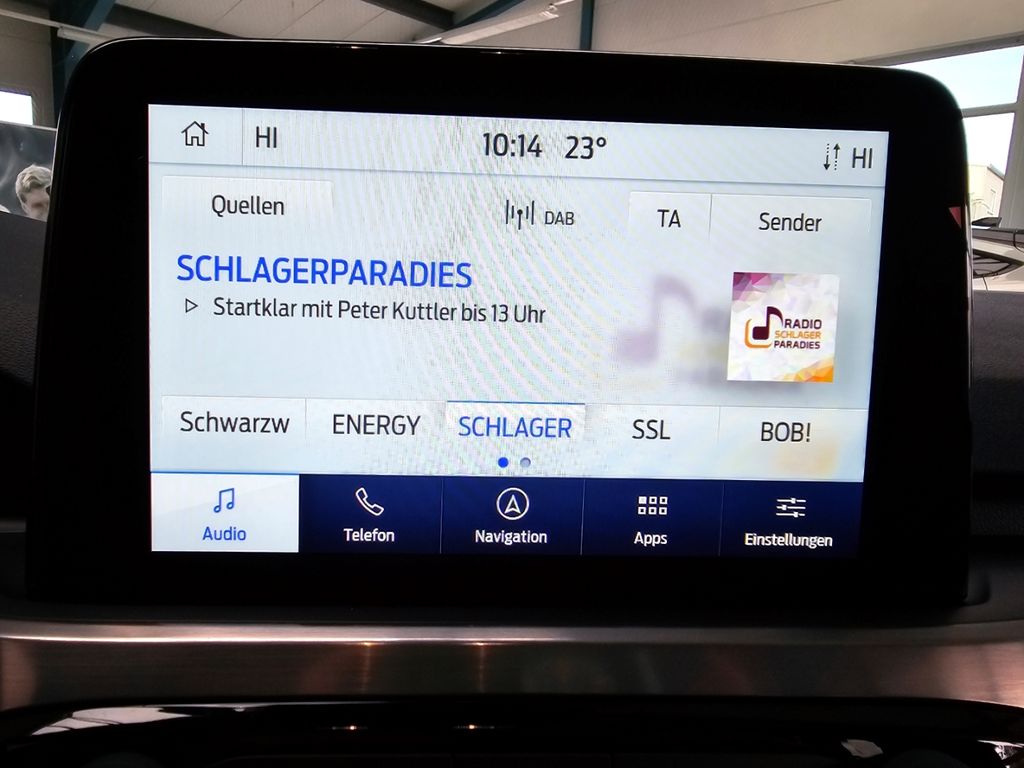 HI
10:14 23°
HI
Quellen
DAB
TA
Sender
SCHLAGERPARADIES
Startklar mit Peter Kuttler bis 13 Uhr
RADIO
SCHLAGER
PARADIES
Schwarzw
ENERGY
SCHLAGER
SSL
BOB!
Audio
Telefon
Navigation
Apps
Einstellungen